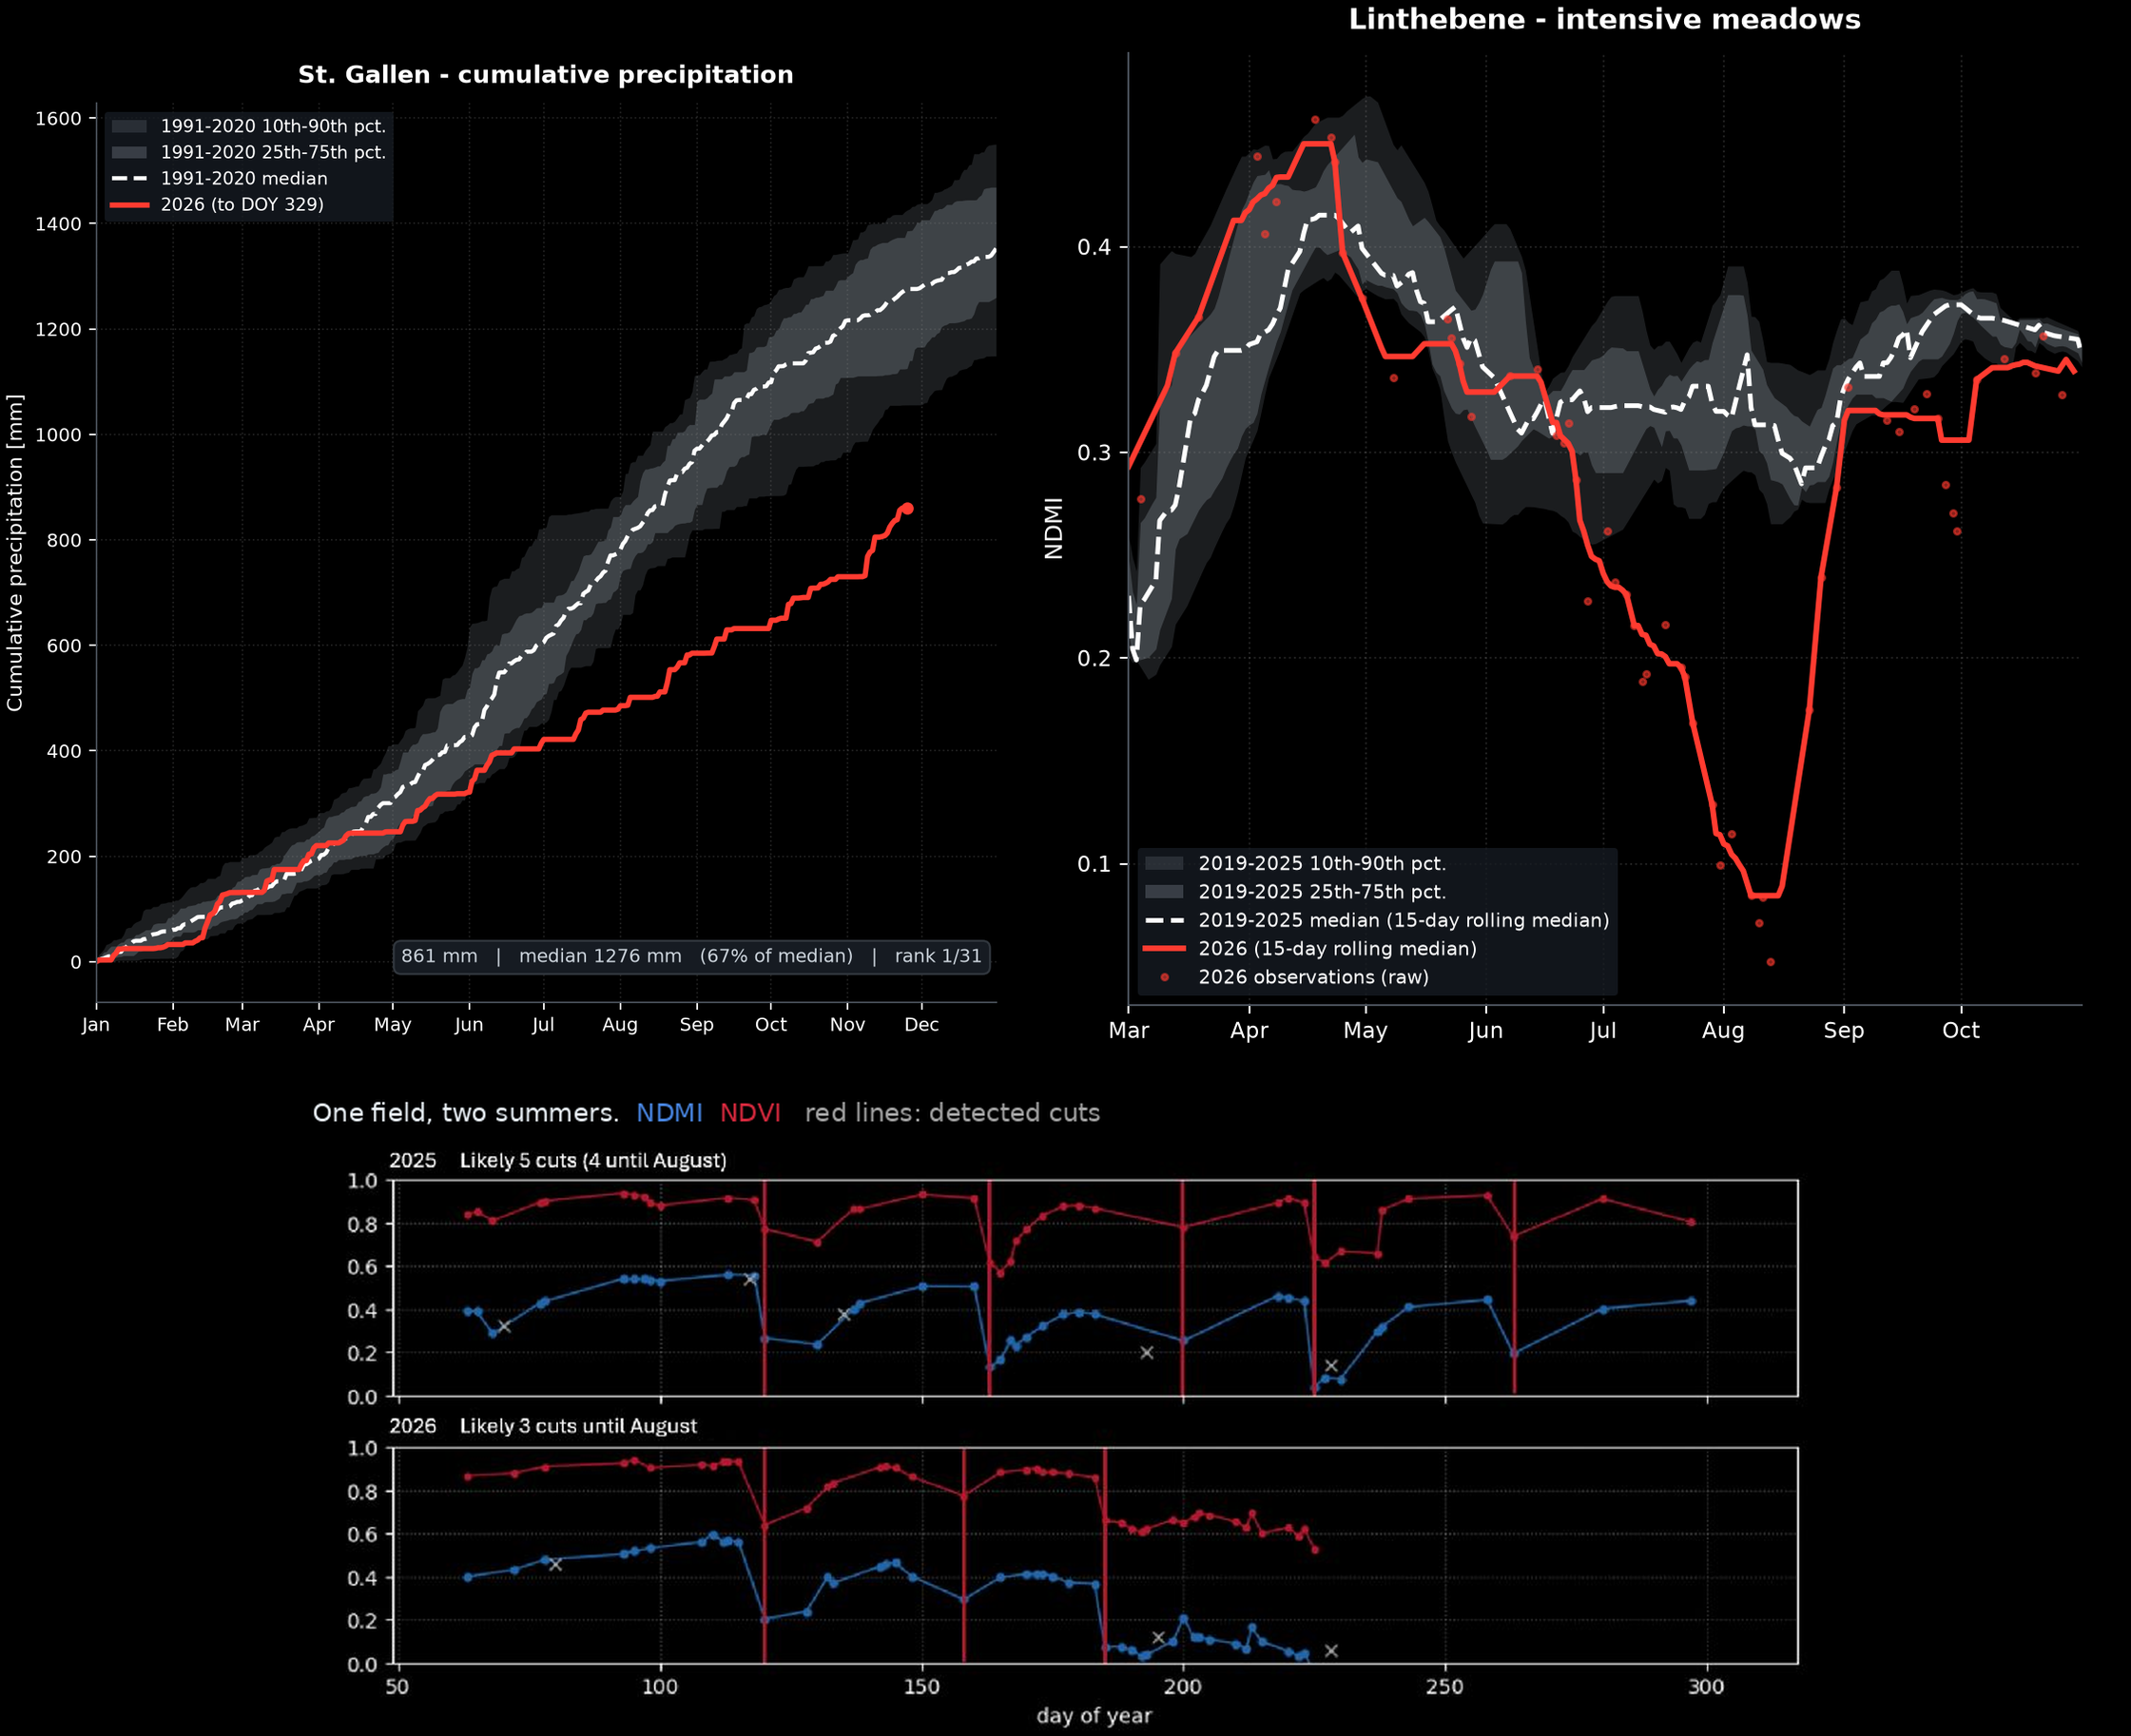 St. Gallen - cumulative precipitation
Cumulative precipitation [mm]
1600
1400
1200
1000
800
600
400
200
0
1991-2020 10th-90th pct.
1991-2020 25th-75th pct.
1991-2020 median
2026 (to DOY 329)
861 mm | median 1276 mm (67% of median) | rank 1/31
Jan Feb Mar Apr May Jun Jul Aug Sep Oct Nov Dec
Linthebene - intensive meadows
NDMI
0.4
0.3
0.2
0.1
2019-2025 10th-90th pct.
2019-2025 25th-75th pct.
2019-2025 median (15-day rolling median)
2026 (15-day rolling median)
2026 observations (raw)
Mar Apr May Jun Jul Aug Sep Oct
One field, two summers. NDMI NDVI red lines: detected cuts
2025 Likely 5 cuts (4 until August)
1.0
0.8
0.6
0.4
0.2
0.0
2026 Likely 3 cuts until August
1.0
0.8
0.6
0.4
0.2
0.0
50 100 150 200 250 300
day of year